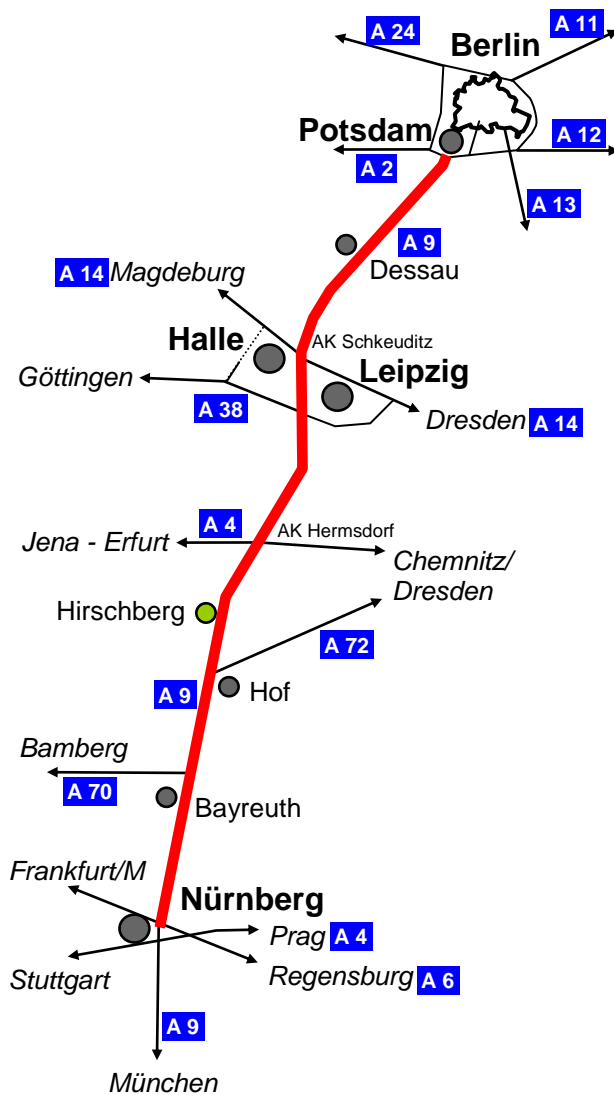 A 24
A 11
Berlin
Potsdam
A 12
A 2
A 13
A 9
Dessau
A 14 Magdeburg
AK Schkeuditz
Halle
Leipzig
Göttingen
A 38
Dresden A 14
A 4
AK Hermsdorf
Jena - Erfurt
Chemnitz/
Dresden
Hirschberg
A 72
A 9
Hof
Bamberg
A 70
Bayreuth
Frankfurt/M
Nürnberg
Prag A 4
Stuttgart
Regensburg A 6
A 9
München